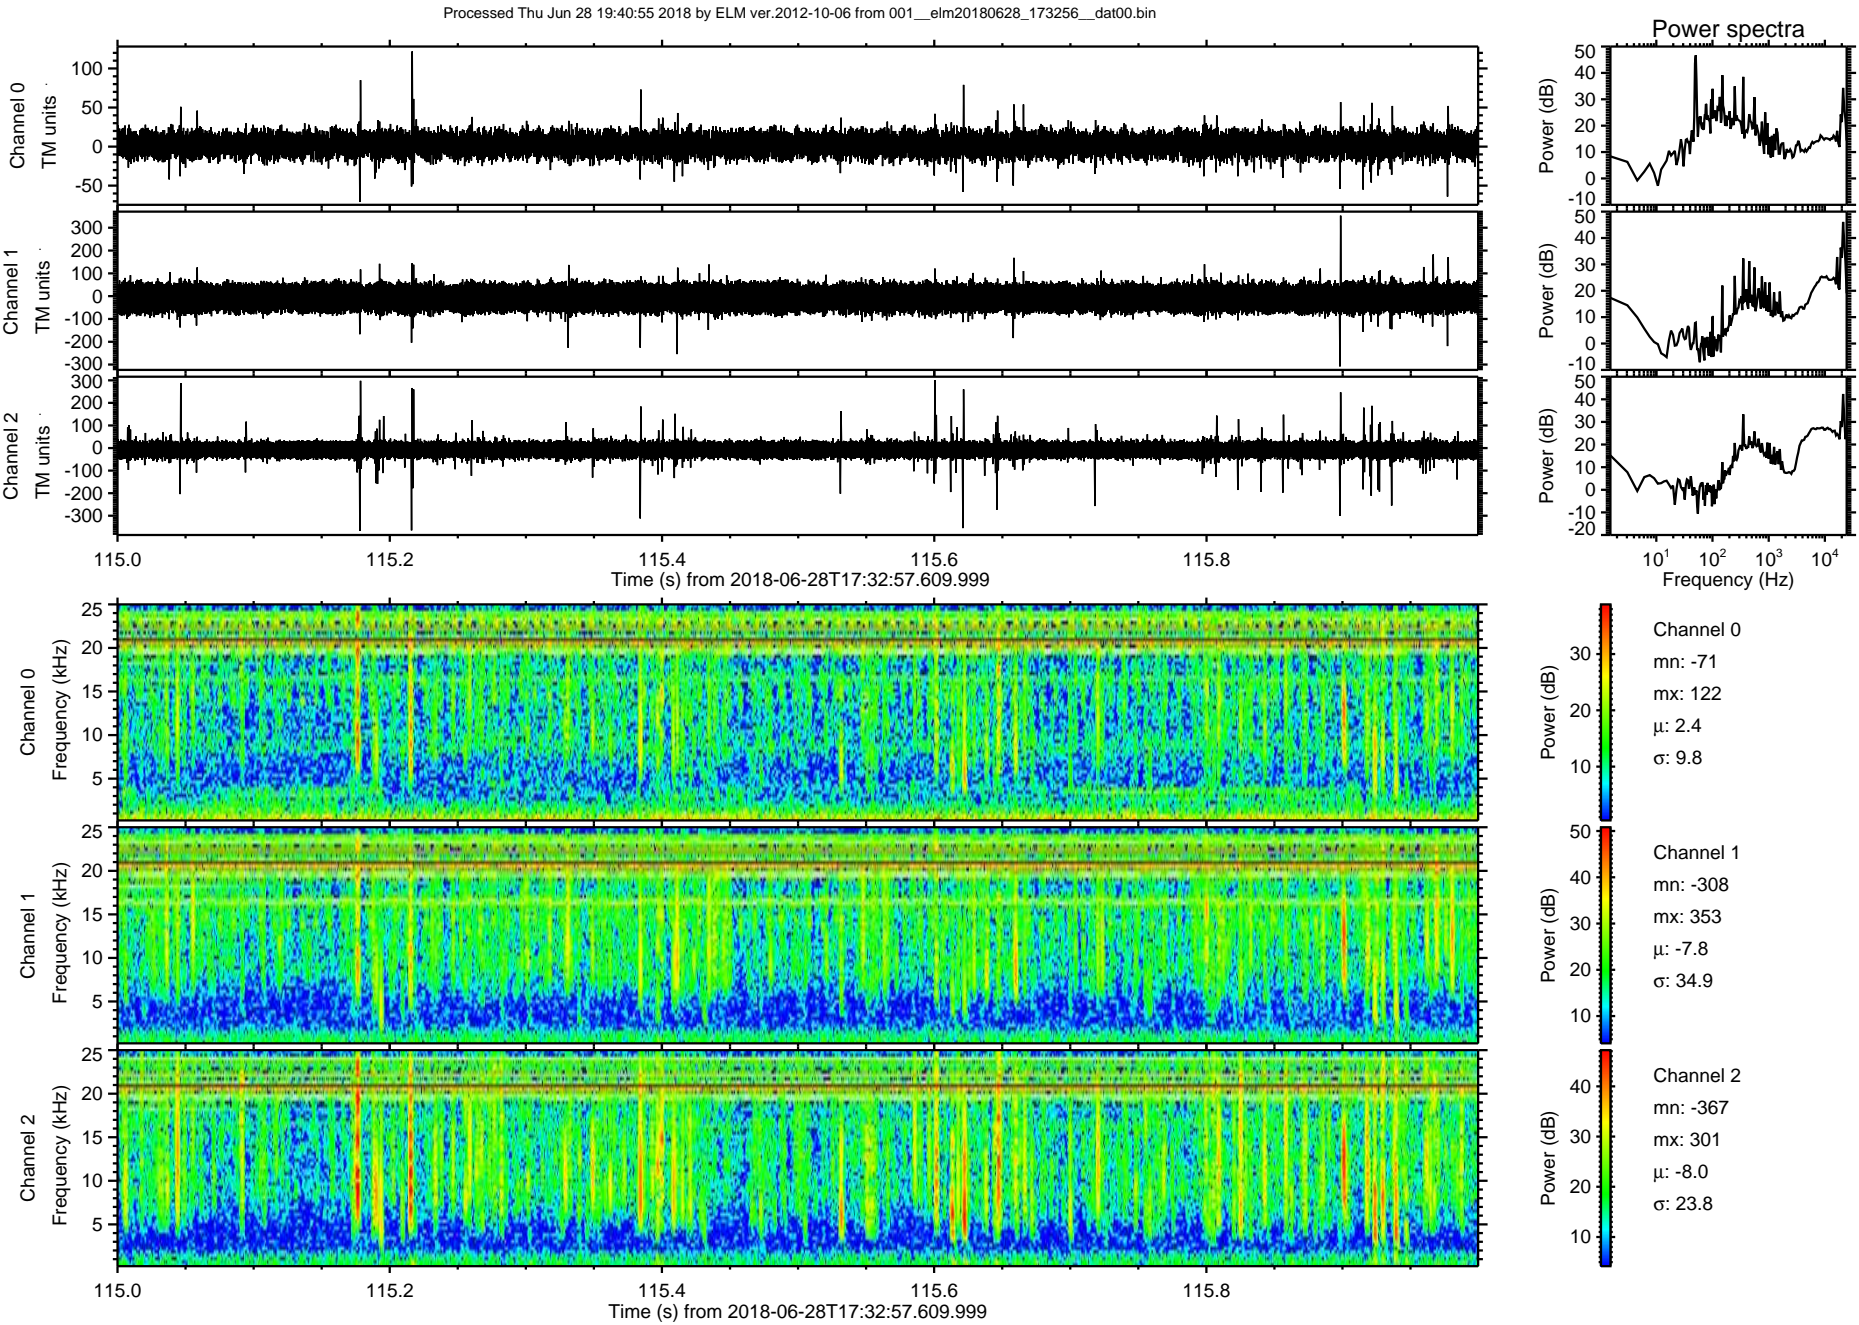 Processed Thu Jun 28 19:40:55 2018 by ELM ver.2012-10-06 from 001__elm20180628_173256__dat00.bin
Power spectra
Channel 0
TM units
100
50
0
-50
Power (dB)
50
40
30
20
10
0
-10
Channel 1
TM units
300
200
100
0
-100
-200
-300
Power (dB)
50
40
30
20
10
0
-10
Channel 2
TM units
300
200
100
0
-100
-200
-300
Power (dB)
50
40
30
20
10
0
-10
-20
115.0 115.2 115.4 115.6 115.8
Time (s) from 2018-06-28T17:32:57.609.999
10^1 10^2 10^3 10^4
Frequency (Hz)
Channel 0
Frequency (kHz)
25
20
15
10
5
Power (dB)
30
20
10
Channel 0
mn: -71
mx: 122
μ: 2.4
σ: 9.8
Channel 1
Frequency (kHz)
25
20
15
10
5
Power (dB)
50
40
30
20
10
Channel 1
mn: -308
mx: 353
μ: -7.8
σ: 34.9
Channel 2
Frequency (kHz)
25
20
15
10
5
Power (dB)
40
30
20
10
Channel 2
mn: -367
mx: 301
μ: -8.0
σ: 23.8
115.0 115.2 115.4 115.6 115.8
Time (s) from 2018-06-28T17:32:57.609.999